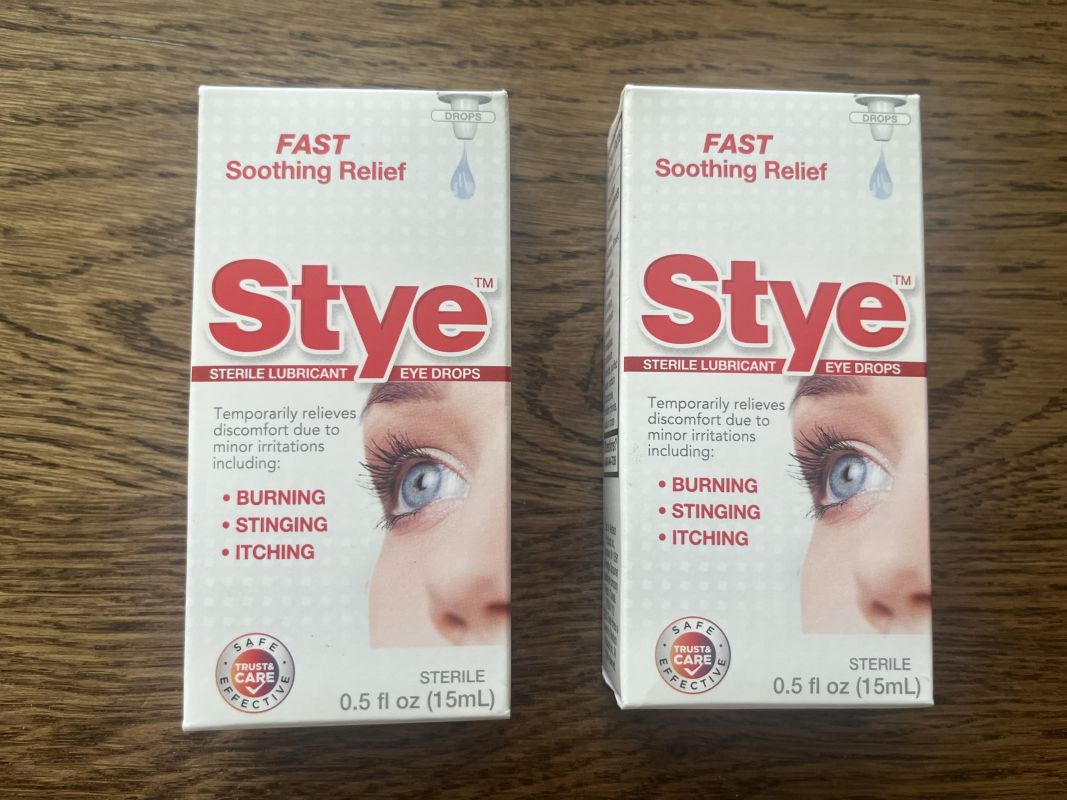 DROPS
FAST
Soothing Relief
Stye™
STERILE LUBRICANT EYE DROPS
Temporarily relieves
discomfort due to
minor irritations
including:
• BURNING
• STINGING
• ITCHING
SAFE
TRUST&
CARE
EFFECTIVE
STERILE
0.5 fl oz (15mL)
DROPS
FAST
Soothing Relief
Stye™
STERILE LUBRICANT EYE DROPS
Temporarily relieves
discomfort due to
minor irritations
including:
• BURNING
• STINGING
• ITCHING
SAFE
TRUST&
CARE
EFFECTIVE
STERILE
0.5 fl oz (15mL)